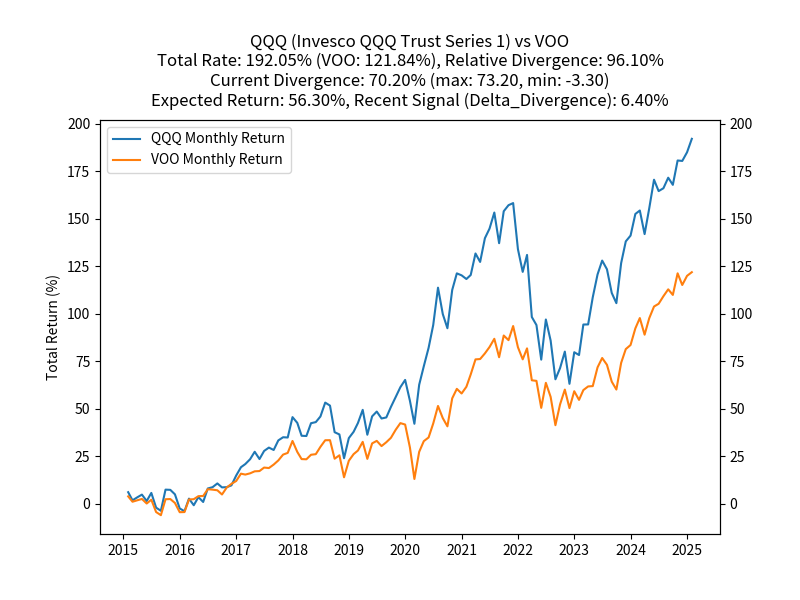 QQQ (Invesco QQQ Trust Series 1) vs VOO
Total Rate: 192.05% (VOO: 121.84%), Relative Divergence: 96.10%
Current Divergence: 70.20% (max: 73.20, min: -3.30)
Expected Return: 56.30%, Recent Signal (Delta_Divergence): 6.40%
QQQ Monthly Return
VOO Monthly Return
Total Return (%)
200
175
150
125
100
75
50
25
0
200
175
150
125
100
75
50
25
0
2015 2016 2017 2018 2019 2020 2021 2022 2023 2024 2025